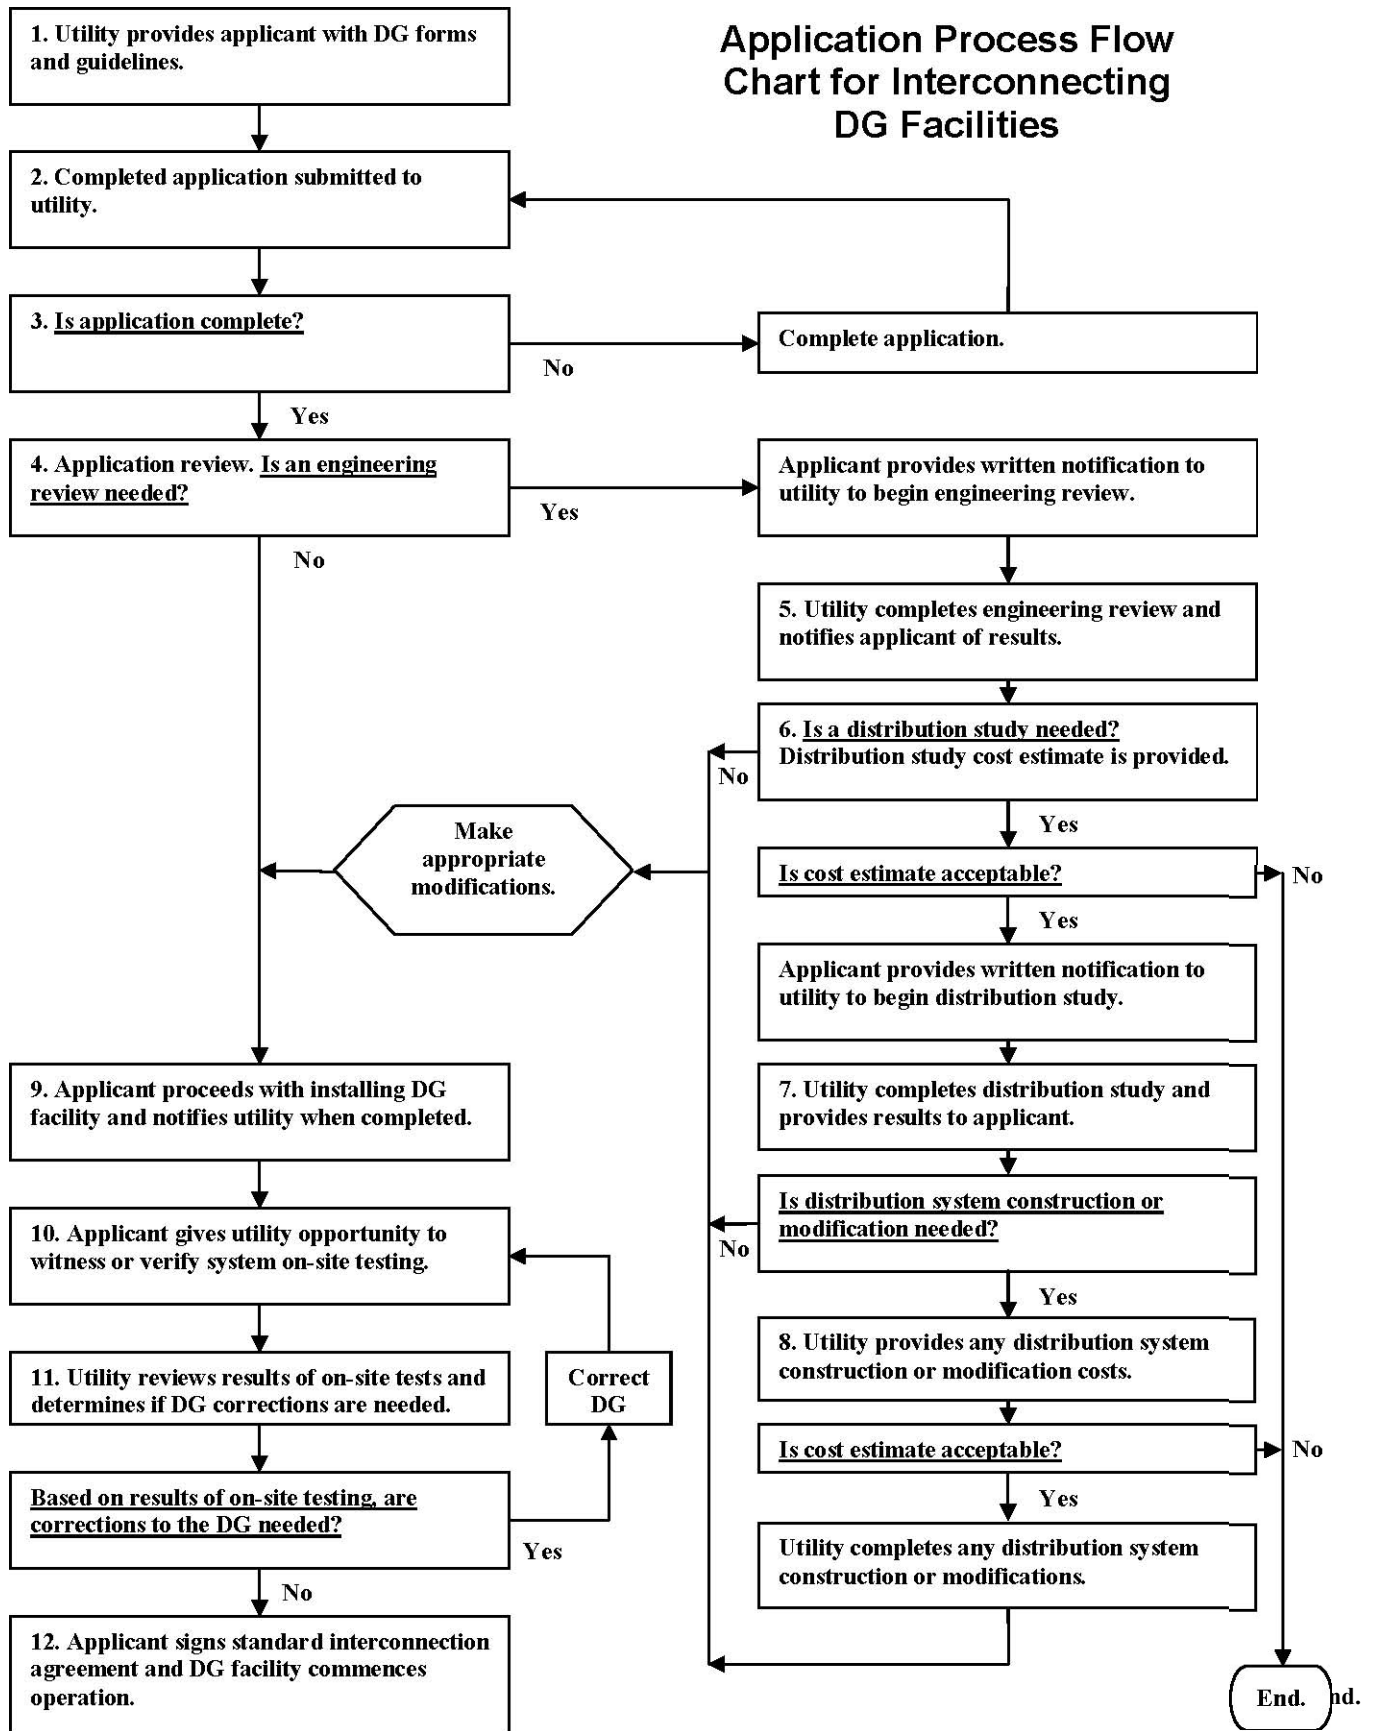 Application Process Flow
Chart for Interconnecting
DG Facilities
1. Utility provides applicant with DG forms
and guidelines.
2. Completed application submitted to
utility.
3. Is application complete?
No
Complete application.
Yes
4. Application review. Is an engineering
review needed?
Yes
No
Applicant provides written notification to
utility to begin engineering review.
5. Utility completes engineering review and
notifies applicant of results.
6. Is a distribution study needed?
Distribution study cost estimate is provided.
No
Yes
Make
appropriate
modifications.
Is cost estimate acceptable?
No
Yes
Applicant provides written notification to
utility to begin distribution study.
7. Utility completes distribution study and
provides results to applicant.
Is distribution system construction or
modification needed?
No
Yes
8. Utility provides any distribution system
construction or modification costs.
Is cost estimate acceptable?
No
Yes
Utility completes any distribution system
construction or modifications.
End.
nd.
9. Applicant proceeds with installing DG
facility and notifies utility when completed.
10. Applicant gives utility opportunity to
witness or verify system on-site testing.
11. Utility reviews results of on-site tests and
determines if DG corrections are needed.
Correct
DG
Based on results of on-site testing, are
corrections to the DG needed?
Yes
No
12. Applicant signs standard interconnection
agreement and DG facility commences
operation.